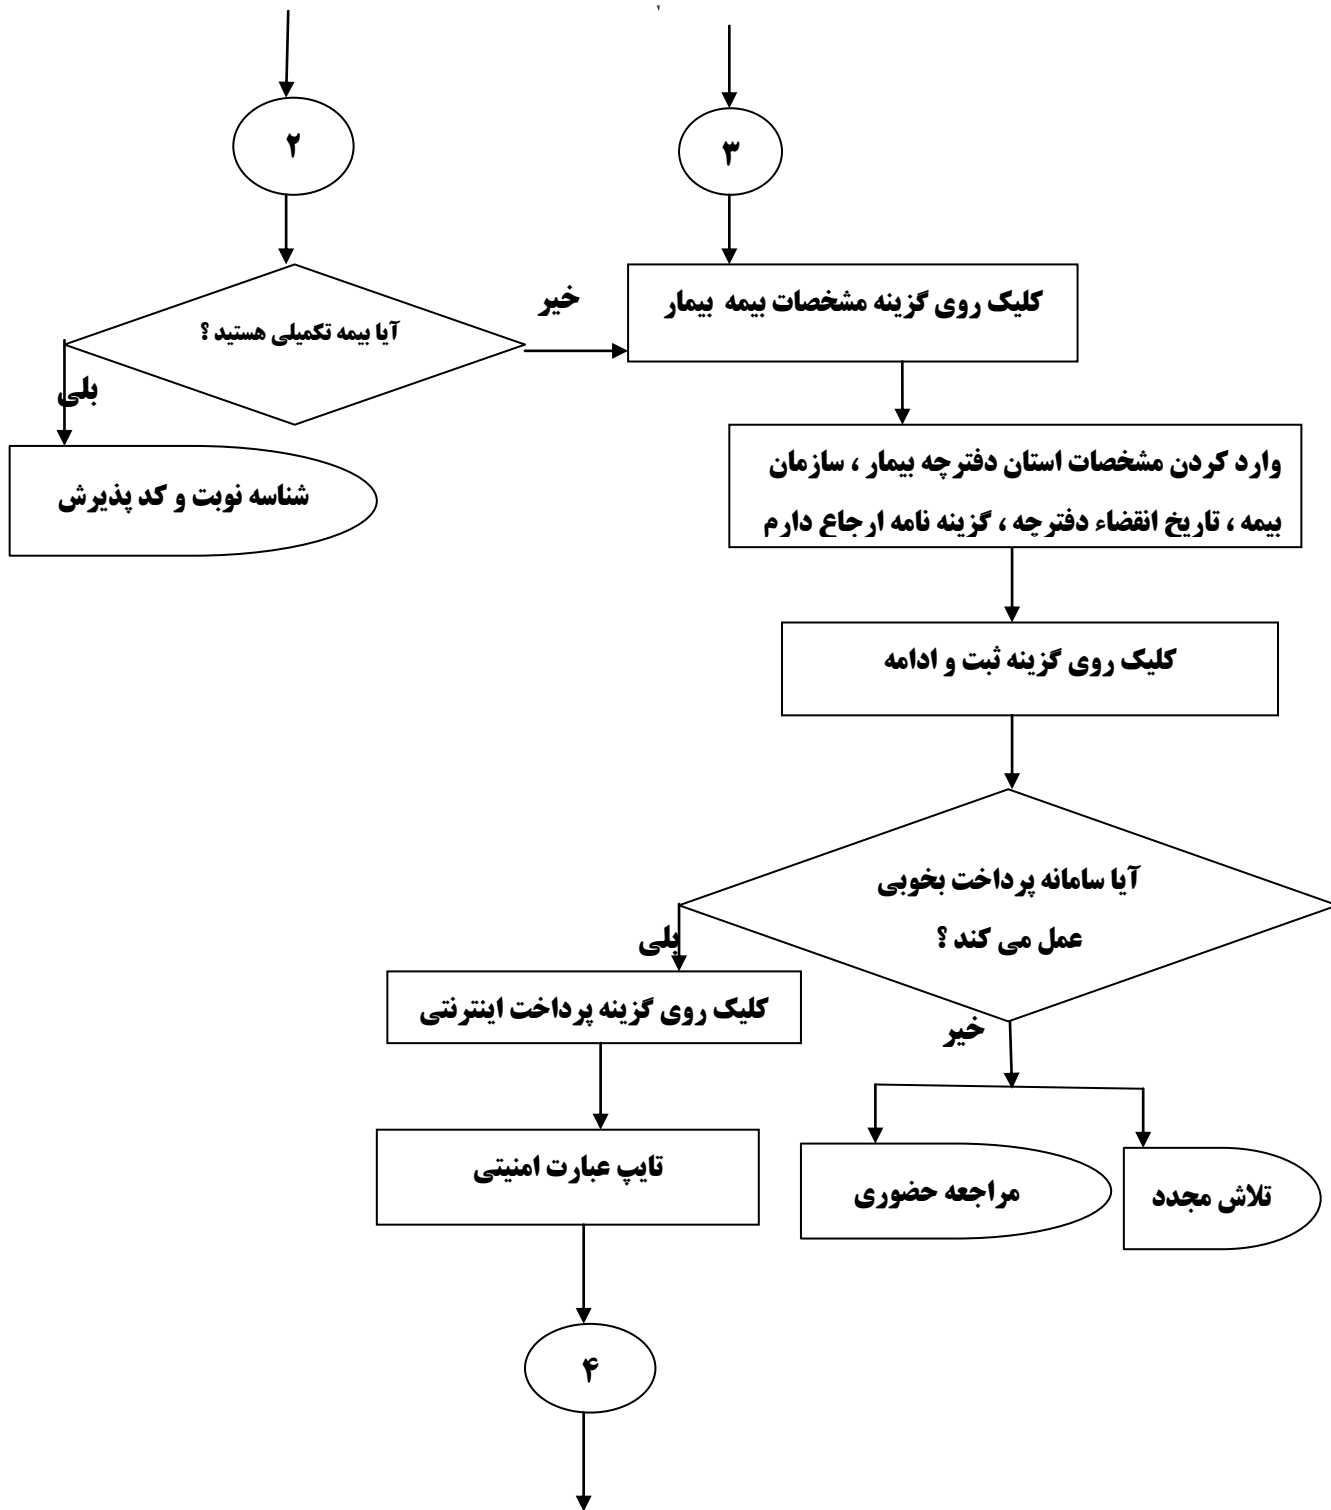 ۲
۳
آیا بیمه تکمیلی هستید ؟
خیر
کلیک روی گزینه مشخصات بیمه بیمار
بلی
شناسه نوبت و کد پذیرش
وارد کردن مشخصات استان دفترچه بیمار ، سازمان
بیمه ، تاریخ انقضاء دفترچه ، گزینه نامه ارجاع دارم
کلیک روی گزینه ثبت و ادامه
آیا سامانه پرداخت بخوبی
عمل می کند ؟
بلی
کلیک روی گزینه پرداخت اینترنتی
خیر
تایپ عبارت امنیتی
مراجعه حضوری
تلاش مجدد
۴